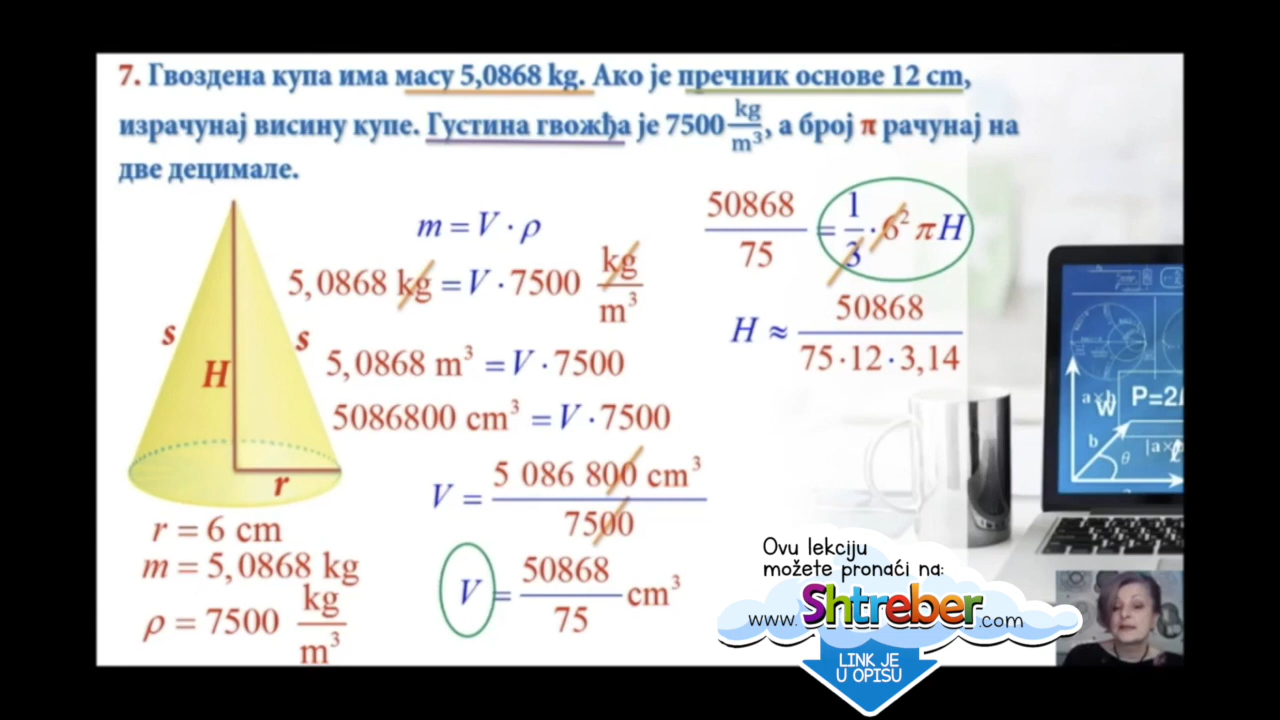 7. Гвоздена купа има масу 5,0868 kg. Ако је пречник основе 12 cm,
израчунај висину купе. Густина гвожђа је 7500 kg/m³, а број π рачунај на
две децимале.
s
s
H
r
r = 6 cm
m = 5,0868 kg
ρ = 7500 kg/m³
m = V · ρ
5,0868 kg = V · 7500 kg/m³
5,0868 m³ = V · 7500
5086800 cm³ = V · 7500
V = 5 086 800 cm³/7500
V = 50868/75 cm³
50868/75 = 1/3 · 6² π H
H ≈ 50868/75·12·3,14
W
b
θ
Ovu lekciju
možete pronaći na:
www.Shtreber.com
LINK JE
U OPISU